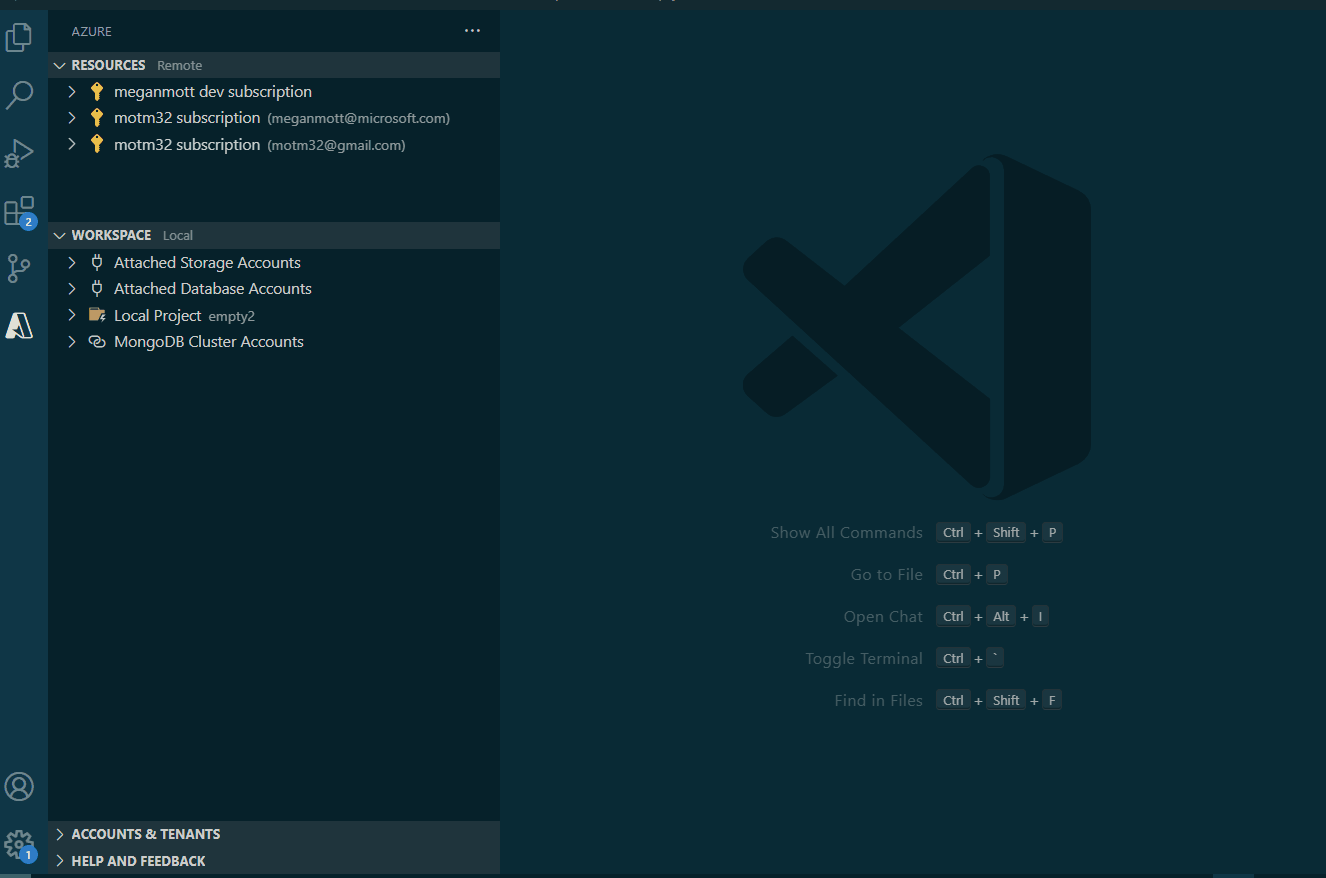 AZURE
RESOURCES Remote
meganmott dev subscription
motm32 subscription (meganmott@microsoft.com)
motm32 subscription (motm32@gmail.com)
2
WORKSPACE Local
Attached Storage Accounts
Attached Database Accounts
Local Project empty2
MongoDB Cluster Accounts
Show All Commands Ctrl + Shift + P
Go to File Ctrl + P
Open Chat Ctrl + Alt + I
Toggle Terminal Ctrl + `
Find in Files Ctrl + Shift + F
ACCOUNTS & TENANTS
1
HELP AND FEEDBACK